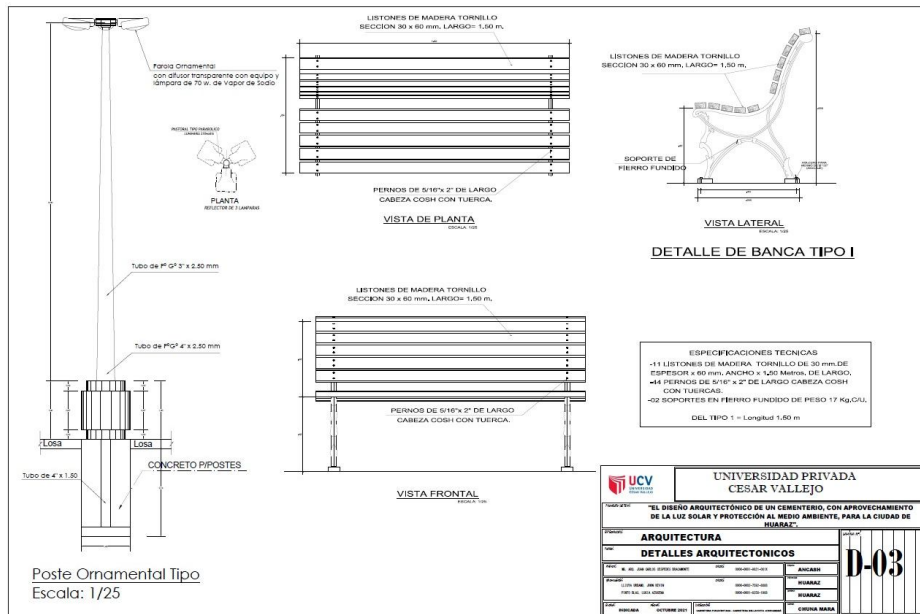 Farola Ornamental
con difusor transparente con equipo y
lámpara de 70 w. de Vapor de Sodio
PLANTA
REFLECTOR DE 3 LAMPARAS
Tubo de Fº Gº 3" x 2.50 mm
Tubo de FºGº 4" x 2.50 mm
Losa
Losa
Tubo de 4" x 1.50
CONCRETO P/POSTES
Poste Ornamental Tipo
Escala: 1/25
LISTONES DE MADERA TORNILLO
SECCION 30 x 60 mm. LARGO= 1,50 m,
PERNOS DE 5/16"x 2" DE LARGO
CABEZA COSH CON TUERCA.
VISTA DE PLANTA
LISTONES DE MADERA TORNILLO
SECCION 30 x 60 mm, LARGO= 1,50 m,
PERNOS DE 5/16"x 2" DE LARGO
CABEZA COSH CON TUERCA.
VISTA FRONTAL
LISTONES DE MADERA TORNILLO
SECCION 30 x 60 mm, LARGO= 1,50 m,
SOPORTE DE
FIERRO FUNDIDO
VISTA LATERAL
DETALLE DE BANCA TIPO I
ESPECIFICACIONES TECNICAS
-11 LISTONES DE MADERA TORNILLO DE 30 mm.DE
ESPESOR x 60 mm. ANCHO x 1,50 Metros, DE LARGO,
-44 PERNOS DE 5/16" x 2" DE LARGO CABEZA COSH
CON TUERCAS.
-02 SOPORTES EN FIERRO FUNDIDO DE PESO 17 Kg,C/U.
DEL TIPO 1 = Longitud 1.50 m
UCV
UNIVERSIDAD
CESAR VALLEJO
UNIVERSIDAD PRIVADA
CESAR VALLEJO
"EL DISEÑO ARQUITECTÓNICO DE UN CEMENTERIO, CON APROVECHAMIENTO
DE LA LUZ SOLAR Y PROTECCIÓN AL MEDIO AMBIENTE, PARA LA CIUDAD DE
HUARAZ".
ARQUITECTURA
DETALLES ARQUITECTONICOS
D-03
ANCASH
HUARAZ
HUARAZ
INDICADA
OCTUBRE 2021
CHUNA MARA